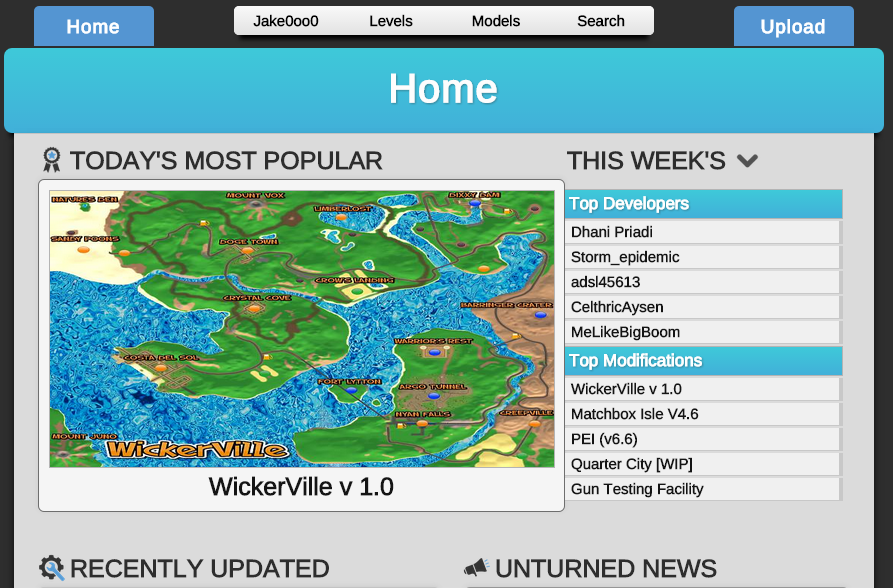 Home
Jake0oo0 Levels Models Search
Upload
Home
TODAY'S MOST POPULAR
NATURE'S DEN
MOUNT VOX
DIXXY DAM
LIMBERLOST
SANDY POONS
DOGE TOWN
CROW'S LANDING
CRYSTAL COVE
BARRINGER CRATER
WARRIOR'S REST
COSTA DEL SOL
FORT LYTTON
ARGO TUNNEL
NYAN FALLS
CREEPVILLE
MOUNT JUNO
WickerVille
WickerVille v 1.0
THIS WEEK'S
Top Developers
Dhani Priadi
Storm_epidemic
adsl45613
CelthricAysen
MeLikeBigBoom
Top Modifications
WickerVille v 1.0
Matchbox Isle V4.6
PEI (v6.6)
Quarter City [WIP]
Gun Testing Facility
RECENTLY UPDATED
UNTURNED NEWS